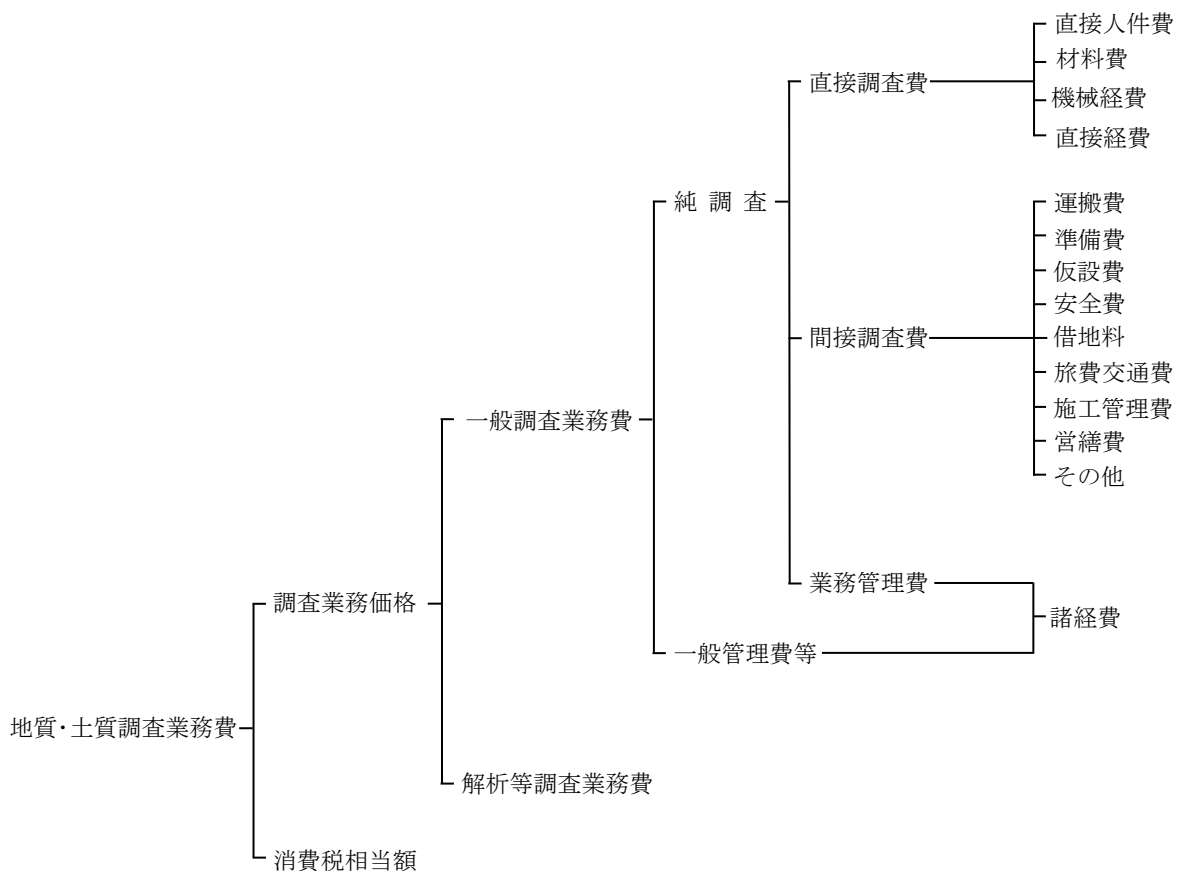 直接人件費
材料費
直接調査費
機械経費
直接経費
純 調 査
運搬費
準備費
仮設費
安全費
間接調査費
借地料
旅費交通費
施工管理費
一般調査業務費
営繕費
その他
業務管理費
調査業務価格
諸経費
一般管理費等
地質・土質調査業務費
解析等調査業務費
消費税相当額